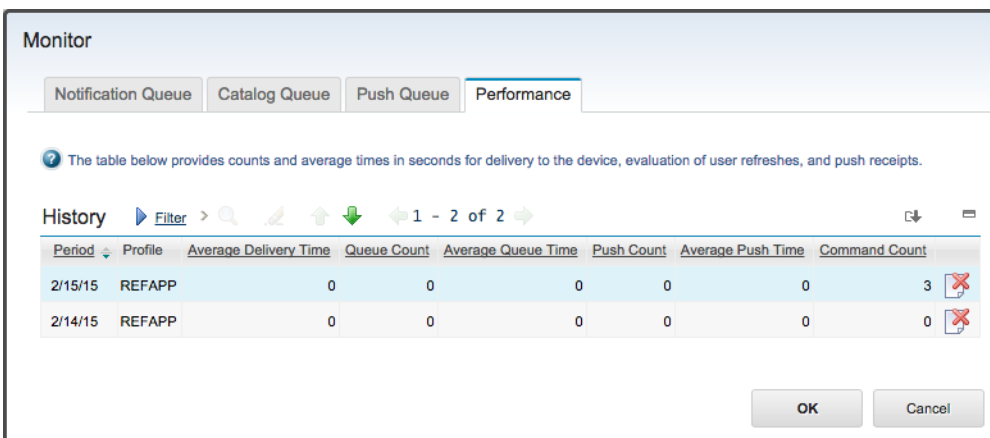 Monitor
Notification Queue Catalog Queue Push Queue Performance
? The table below provides counts and average times in seconds for delivery to the device, evaluation of user refreshes, and push receipts.
History Filter > 1 - 2 of 2
Period Profile Average Delivery Time Queue Count Average Queue Time Push Count Average Push Time Command Count
2/15/15 REFAPP 0 0 0 0 0 3
2/14/15 REFAPP 0 0 0 0 0 0
OK Cancel